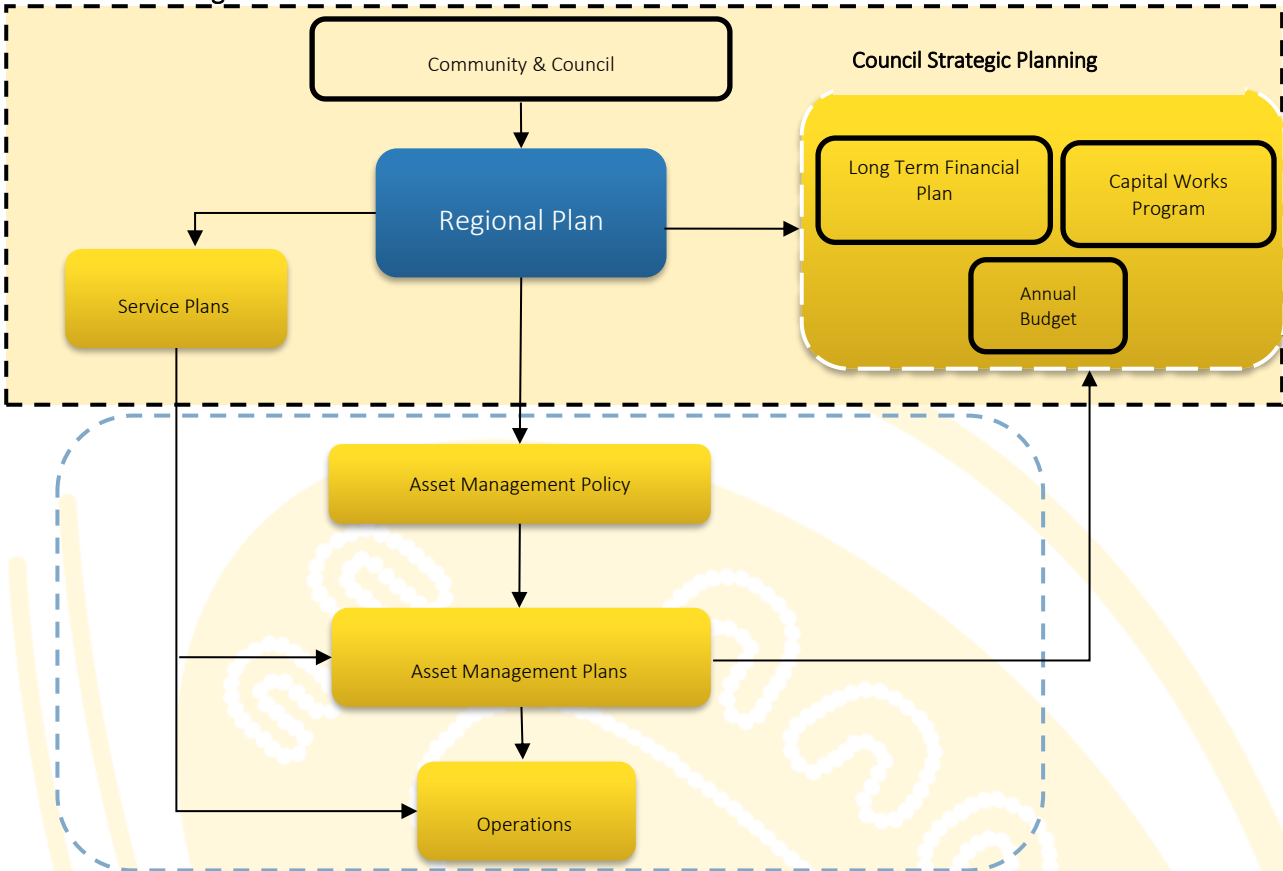 Community & Council
Council Strategic Planning
Long Term Financial
Plan
Capital Works
Program
Regional Plan
Annual
Budget
Service Plans
Asset Management Policy
Asset Management Plans
Operations